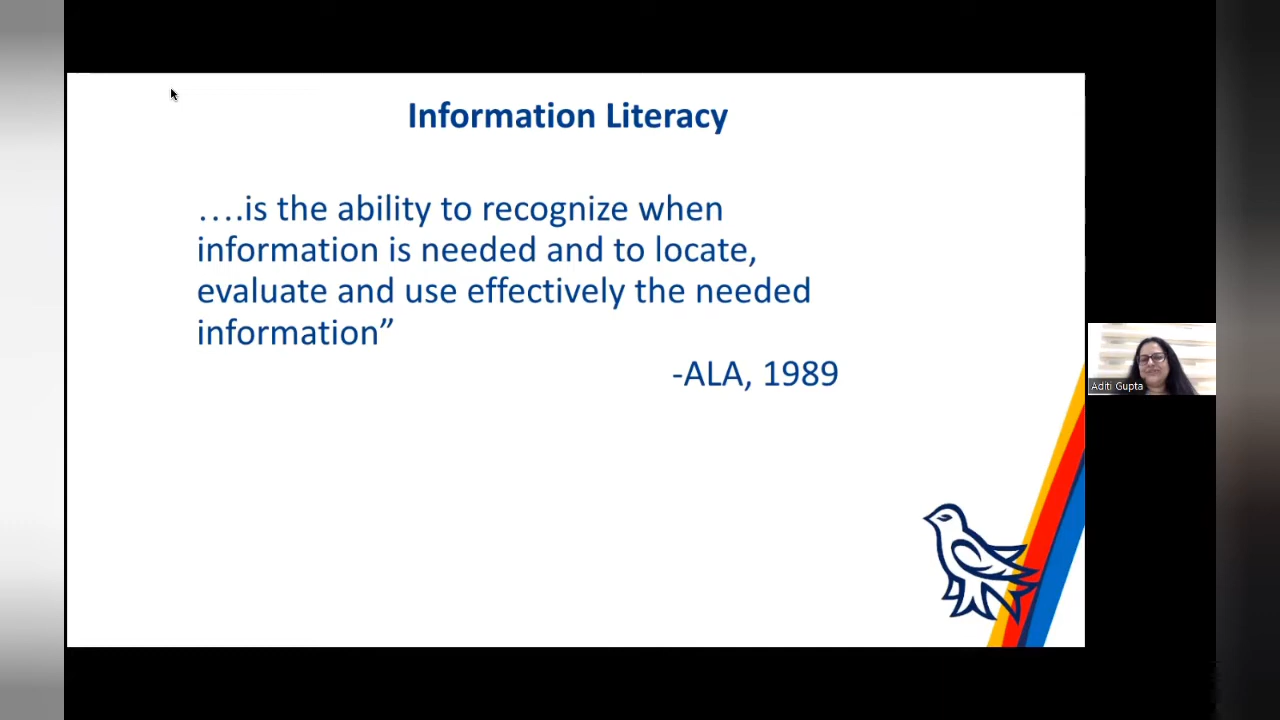 Information Literacy
….is the ability to recognize when
information is needed and to locate,
evaluate and use effectively the needed
information”
-ALA, 1989
Aditi Gupta